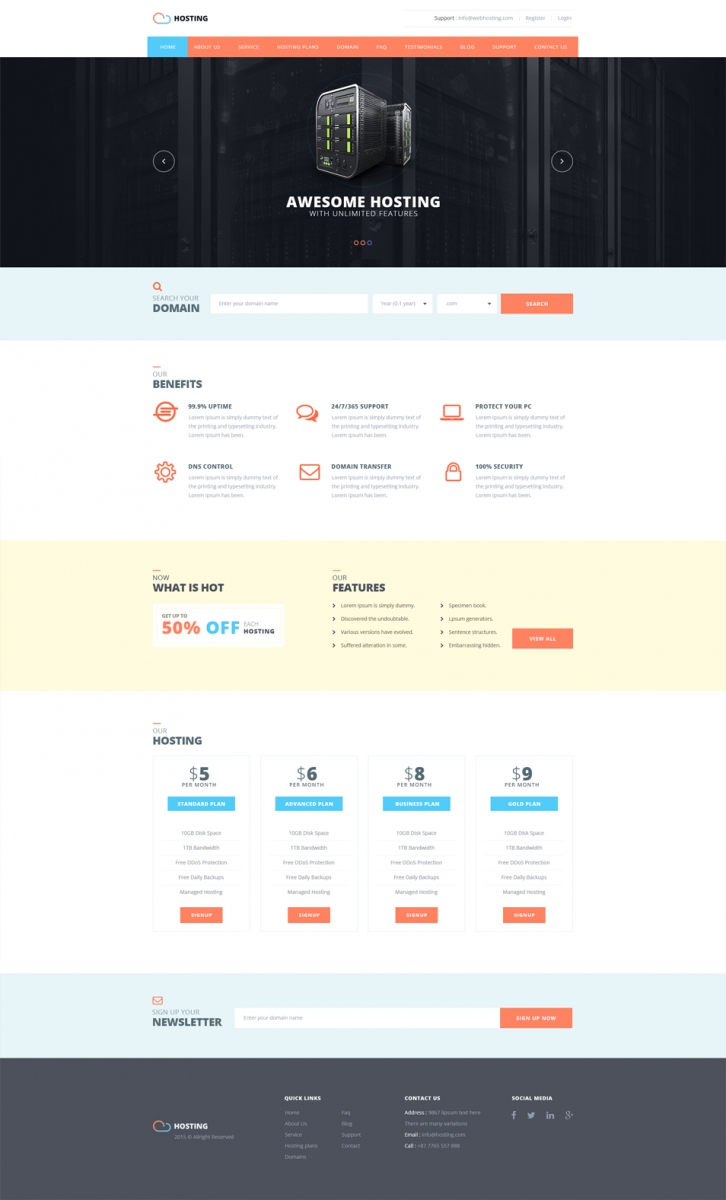 HOSTING
Support : info@webhosting.com
Register
Login
HOME
ABOUT US
SERVICE
HOSTING PLANS
DOMAIN
FAQ
TESTIMONIALS
BLOG
SUPPORT
CONTACT US
AWESOME HOSTING
WITH UNLIMITED FEATURES
SEARCH YOUR
DOMAIN
Enter your domain name
Year (0-1 year)
.com
SEARCH
OUR
BENEFITS
99.9% UPTIME
Lorem Ipsum is simply dummy text of
the printing and typesetting industry.
Lorem Ipsum has been.
24/7/365 SUPPORT
Lorem Ipsum is simply dummy text of
the printing and typesetting industry.
Lorem Ipsum has been.
PROTECT YOUR PC
Lorem Ipsum is simply dummy text of
the printing and typesetting industry.
Lorem Ipsum has been.
DNS CONTROL
Lorem Ipsum is simply dummy text of
the printing and typesetting industry.
Lorem Ipsum has been.
DOMAIN TRANSFER
Lorem Ipsum is simply dummy text of
the printing and typesetting industry.
Lorem Ipsum has been.
100% SECURITY
Lorem Ipsum is simply dummy text of
the printing and typesetting industry.
Lorem Ipsum has been.
NOW
WHAT IS HOT
GET UP TO
50% OFF
EACH
HOSTING
OUR
FEATURES
Lorem ipsum is simply dummy.
Discovered the undoubtable.
Various versions have evolved.
Suffered alteration in some.
Specimen book.
Lpsum generators.
Sentence structures.
Embarrassing hidden.
VIEW ALL
OUR
HOSTING
$5
PER MONTH
STANDARD PLAN
10GB Disk Space
1TB Bandwidth
Free DDoS Protection
Free Daily Backups
Managed Hosting
SIGNUP
$6
PER MONTH
ADVANCED PLAN
10GB Disk Space
1TB Bandwidth
Free DDoS Protection
Free Daily Backups
Managed Hosting
SIGNUP
$8
PER MONTH
BUSINESS PLAN
10GB Disk Space
1TB Bandwidth
Free DDoS Protection
Free Daily Backups
Managed Hosting
SIGNUP
$9
PER MONTH
GOLD PLAN
10GB Disk Space
1TB Bandwidth
Free DDoS Protection
Free Daily Backups
Managed Hosting
SIGNUP
SIGN UP YOUR
NEWSLETTER
Enter your domain name
SIGN UP NOW
HOSTING
2015 © Allright Reserved
QUICK LINKS
Home
About Us
Service
Hosting plans
Domains
Faq
Blog
Support
Contact
CONTACT US
Address : 9867 lipsum text here
There are many variations
Email : info@hosting.com
Call : +87 7765 557 886
SOCIAL MEDIA